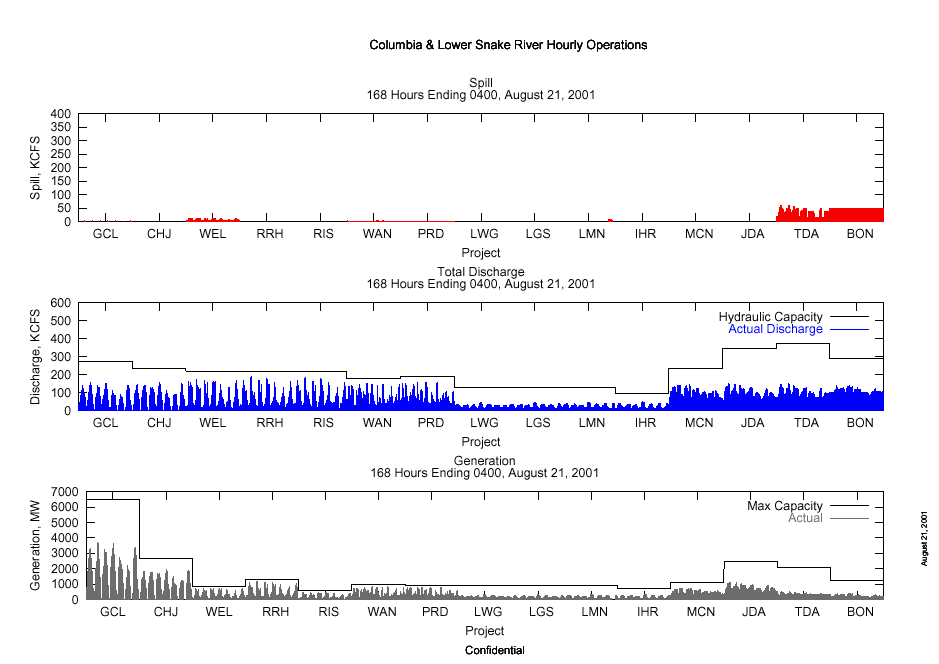 Columbia & Lower Snake River Hourly Operations
Spill
168 Hours Ending 0400, August 21, 2001
400
350
300
250
200
150
100
50
0
Spill, KCFS
GCL CHJ WEL RRH RIS WAN PRD LWG LGS LMN IHR MCN JDA TDA BON
Project
Total Discharge
168 Hours Ending 0400, August 21, 2001
600
500
400
300
200
100
0
Discharge, KCFS
Hydraulic Capacity
Actual Discharge
GCL CHJ WEL RRH RIS WAN PRD LWG LGS LMN IHR MCN JDA TDA BON
Project
Generation
168 Hours Ending 0400, August 21, 2001
7000
6000
5000
4000
3000
2000
1000
0
Generation, MW
Max Capacity
Actual
GCL CHJ WEL RRH RIS WAN PRD LWG LGS LMN IHR MCN JDA TDA BON
Project
Confidential
August 21, 2001